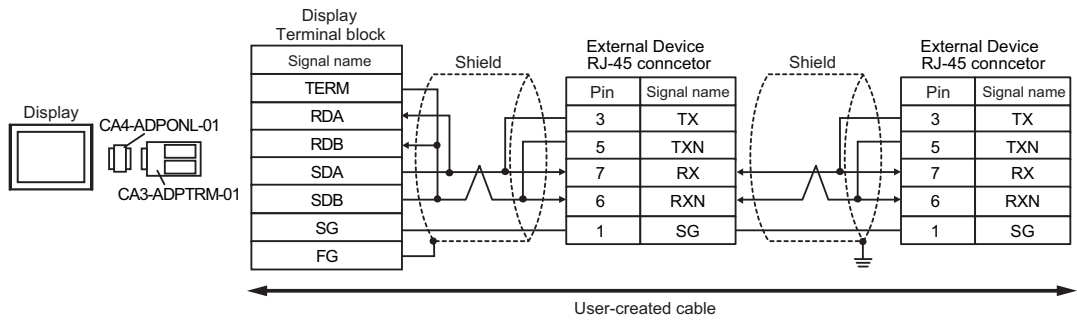 Display
Terminal block
Signal name
TERM
RDA
RDB
SDA
SDB
SG
FG
Display
CA4-ADPONL-01
CA3-ADPTRM-01
Shield
External Device
RJ-45 conncetor
Pin Signal name
3 TX
5 TXN
7 RX
6 RXN
1 SG
Shield
External Device
RJ-45 conncetor
Pin Signal name
3 TX
5 TXN
7 RX
6 RXN
1 SG
User-created cable